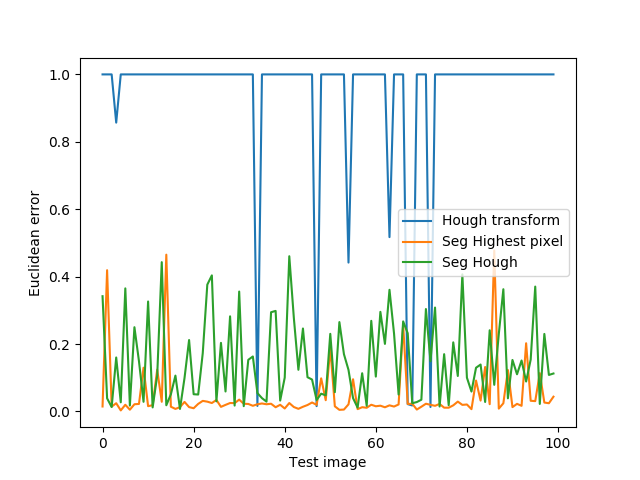 1.0
0.8
0.6
0.4
0.2
0.0
Euclidean error
Hough transform
Seg Highest pixel
Seg Hough
0 20 40 60 80 100
Test image